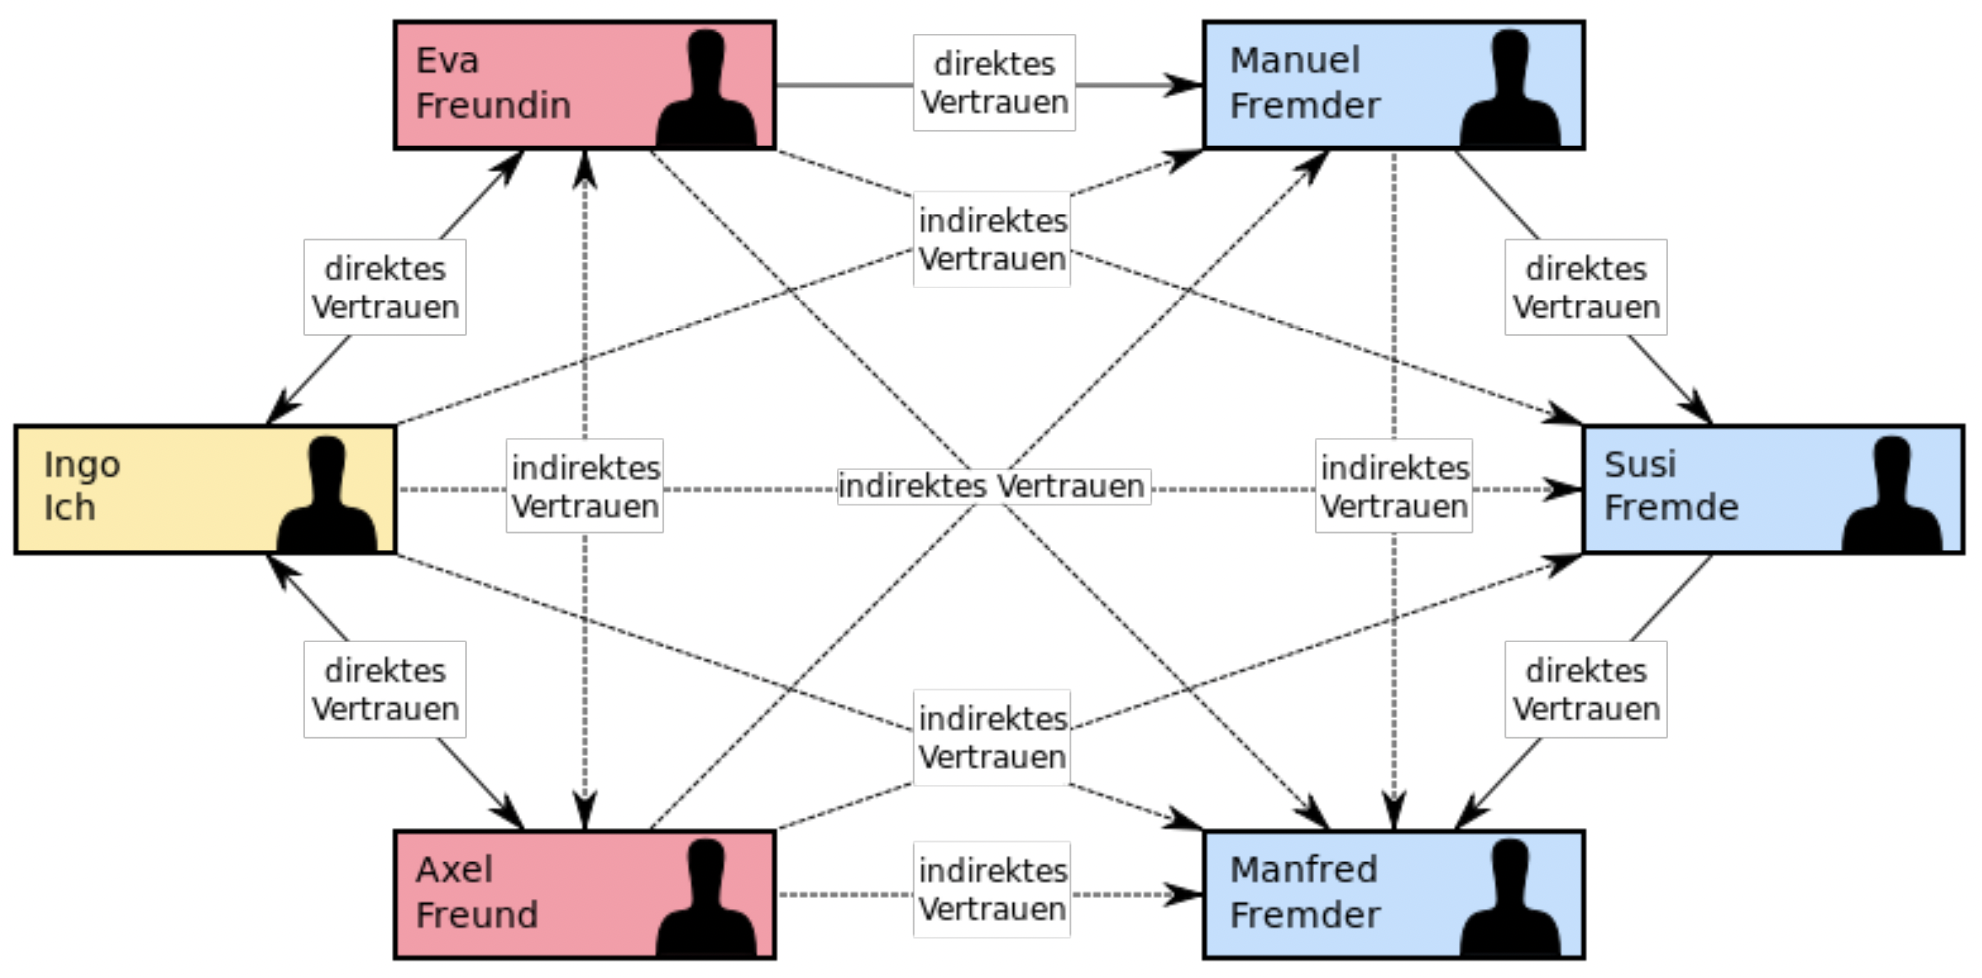 Eva
Freundin
direktes
Vertrauen
Manuel
Fremder
indirektes
Vertrauen
direktes
Vertrauen
direktes
Vertrauen
Ingo
Ich
indirektes
Vertrauen
indirektes Vertrauen
indirektes
Vertrauen
Susi
Fremde
direktes
Vertrauen
indirektes
Vertrauen
direktes
Vertrauen
Axel
Freund
indirektes
Vertrauen
Manfred
Fremder